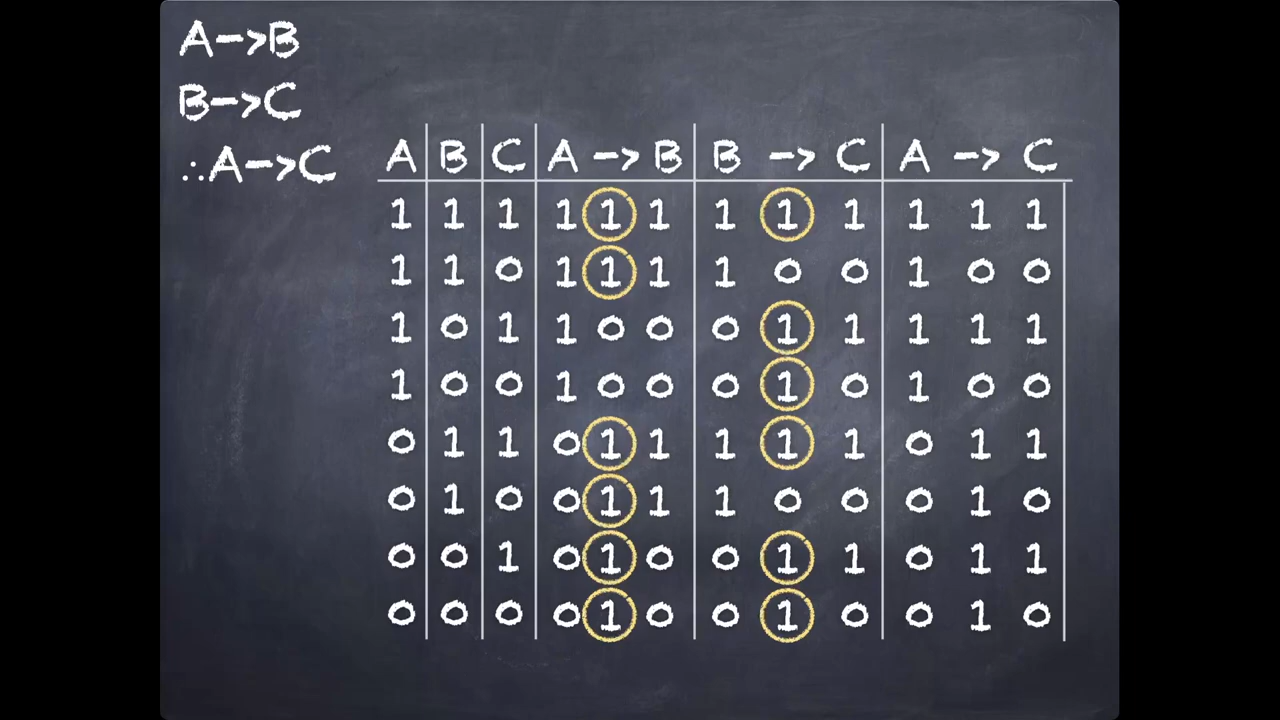 A->B
B->C
∴A->C
A B C A -> B B -> C A -> C
1 1 1 1 1 1 1 1 1 1 1 1
1 1 0 1 1 1 1 0 0 1 0 0
1 0 1 1 0 0 0 1 1 1 1 1
1 0 0 1 0 0 0 1 0 1 0 0
0 1 1 0 1 1 1 1 1 0 1 1
0 1 0 0 1 1 1 0 0 0 1 0
0 0 1 0 1 0 0 1 1 0 1 1
0 0 0 0 1 0 0 1 0 0 1 0